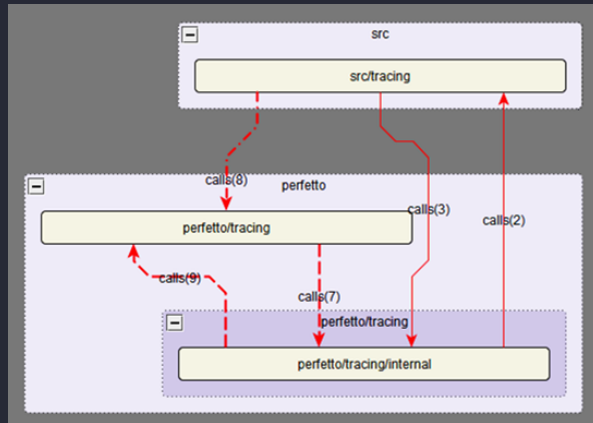 src
src/tracing
calls(8)
perfetto
calls(3)
calls(2)
perfetto/tracing
calls(9)
calls(7)
perfetto/tracing
perfetto/tracing/internal